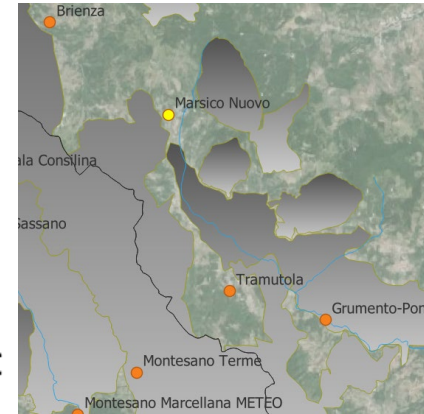 Brienza
Marsico Nuovo
ala Consilina
Sassano
Tramutola
Grumento-Pon
Montesano Terme
Montesano Marcellana METEO